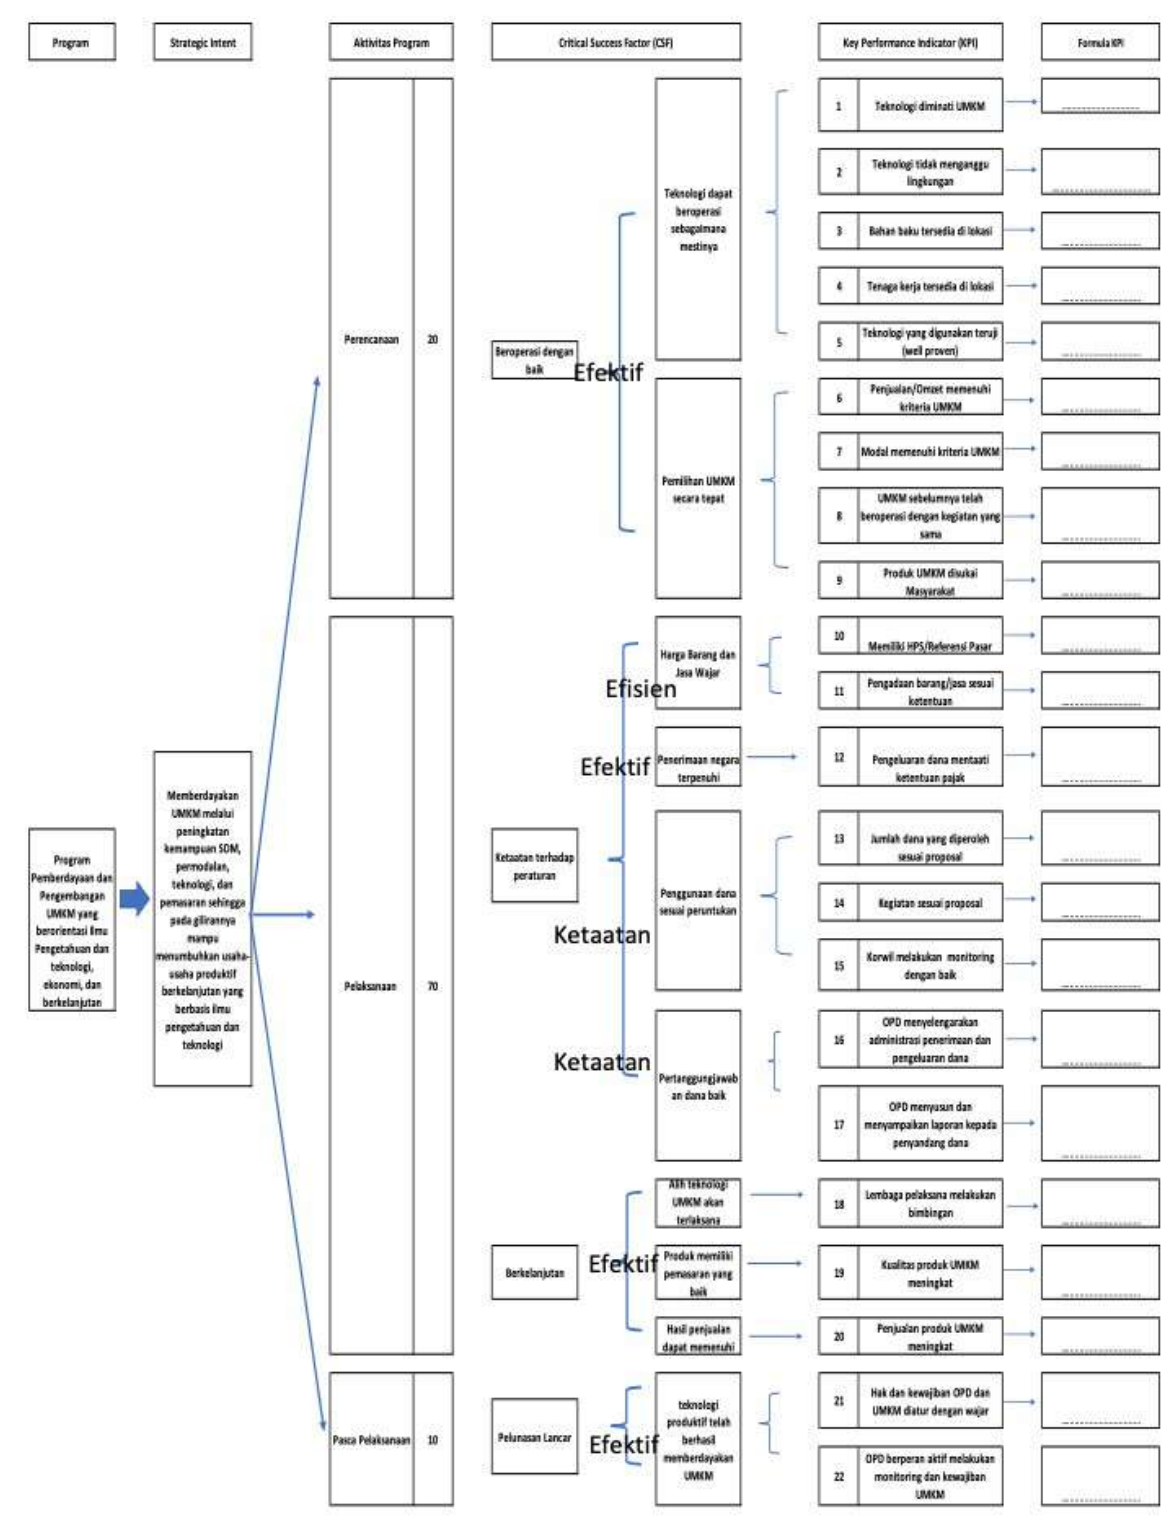 Program
Strategic Intent
Aktivitas Program
Critical Success Factor (CSF)
Key Performance Indicator (KPI)
Formula KPI
Program
Pemberdayaan dan
Pengembangan
UMKM yang
berorientasi Ilmu
Pengetahuan dan
teknologi,
ekonomi, dan
berkelanjutan
Memberdayakan
UMKM melalui
peningkatan
kemampuan SDM,
permodalan,
teknologi, dan
pemasaran sehingga
pada gilirannya
mampu
menumbuhkan usaha-
usaha produktif
berkelanjutan yang
berbasis ilmu
pengetahuan dan
teknologi
Perencanaan
20
Beroperasi dengan
baik
Efektif
Teknologi dapat
beroperasi
sebagaimana
mestinya
1
Teknologi diminati UMKM
2
Teknologi tidak menganggu
lingkungan
3
Bahan baku tersedia di lokasi
4
Tenaga kerja tersedia di lokasi
5
Teknologi yang digunakan teruji
(well proven)
Pemilihan UMKM
secara tepat
6
Penjualan/Omzet memenuhi
kriteria UMKM
7
Modal memenuhi kriteria UMKM
8
UMKM sebelumnya telah
beroperasi dengan kegiatan yang
sama
9
Produk UMKM disukai
Masyarakat
Pelaksanaan
70
Ketaatan terhadap
peraturan
Efisien
Harga Barang dan
Jasa Wajar
10
Memiliki HPS/Referensi Pasar
11
Pengadaan barang/jasa sesuai
ketentuan
Efektif
Penerimaan negara
terpenuhi
12
Pengeluaran dana mentaati
ketentuan pajak
Ketaatan
Penggunaan dana
sesuai peruntukan
13
Jumlah dana yang diperoleh
sesuai proposal
14
Kegiatan sesuai proposal
15
Korwil melakukan monitoring
dengan baik
Ketaatan
Pertanggungjawab
an dana baik
16
OPD menyelengarakan
administrasi penerimaan dan
pengeluaran dana
17
OPD menyusun dan
menyampaikan laporan kepada
penyandang dana
Berkelanjutan
Efektif
Alih teknologi
UMKM akan
terlaksana
18
Lembaga pelaksana melakukan
bimbingan
Produk memiliki
pemasaran yang
baik
19
Kualitas produk UMKM
meningkat
Hasil penjualan
dapat memenuhi
20
Penjualan produk UMKM
meningkat
Pasca Pelaksanaan
10
Pelunasan Lancar
Efektif
teknologi
produktif telah
berhasil
memberdayakan
UMKM
21
Hak dan kewajiban OPD dan
UMKM diatur dengan wajar
22
OPD berperan aktif melakukan
monitoring dan kewajiban
UMKM